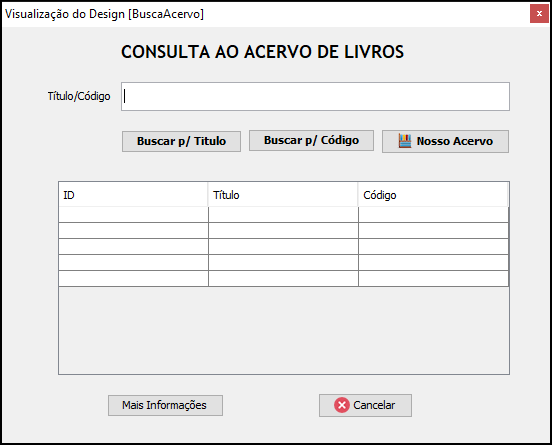 Visualização do Design [BuscaAcervo]
x
CONSULTA AO ACERVO DE LIVROS
Título/Código
Buscar p/ Titulo
Buscar p/ Código
Nosso Acervo
ID Título Código
Mais Informações
Cancelar